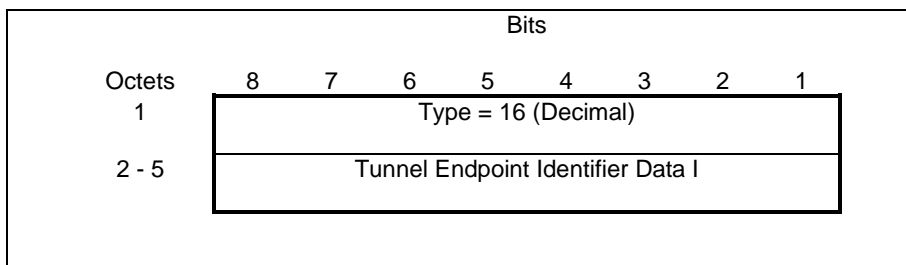 Bits
Octets 8 7 6 5 4 3 2 1
1 Type = 16 (Decimal)
2 - 5 Tunnel Endpoint Identifier Data I